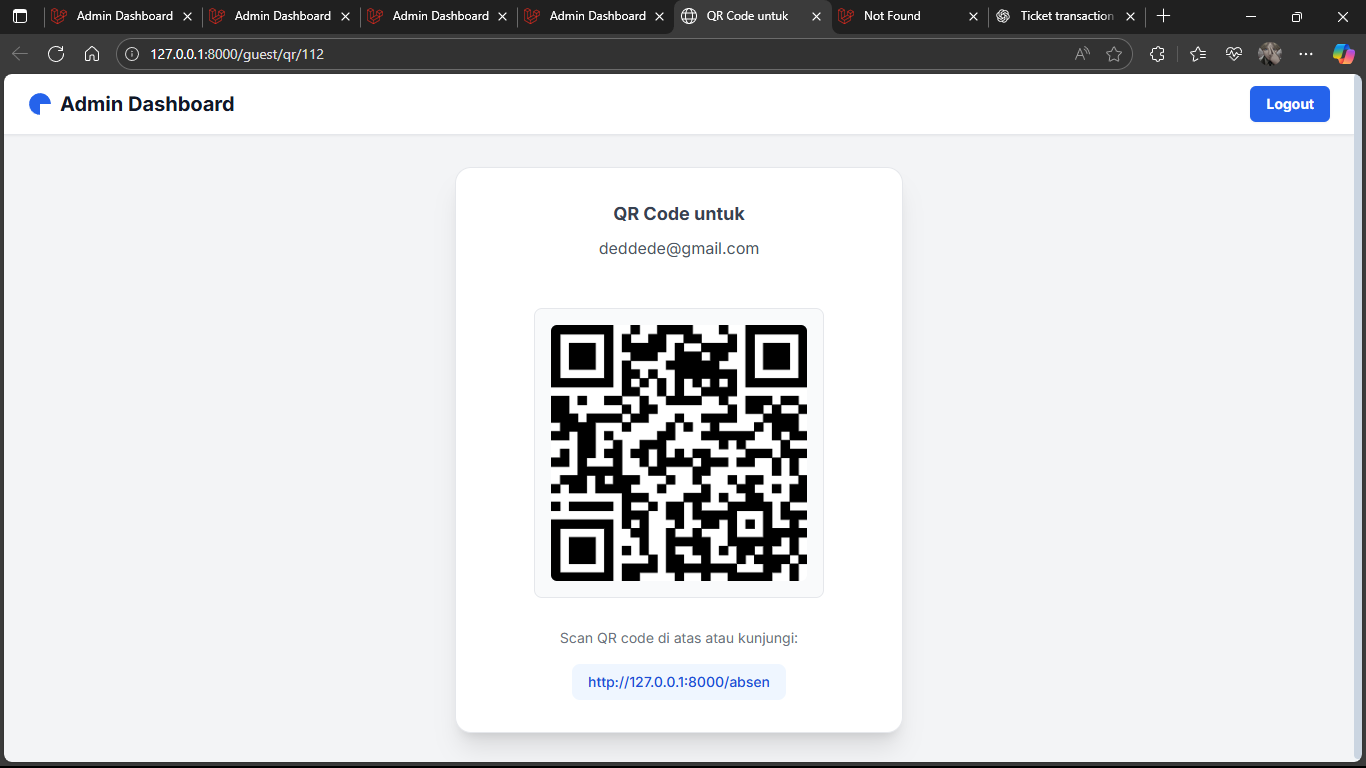 Admin Dashboard
Admin Dashboard
Admin Dashboard
Admin Dashboard
QR Code untuk
Not Found
Ticket transaction
127.0.0.1:8000/guest/qr/112
Admin Dashboard
Logout
QR Code untuk
deddede@gmail.com
Scan QR code di atas atau kunjungi:
http://127.0.0.1:8000/absen